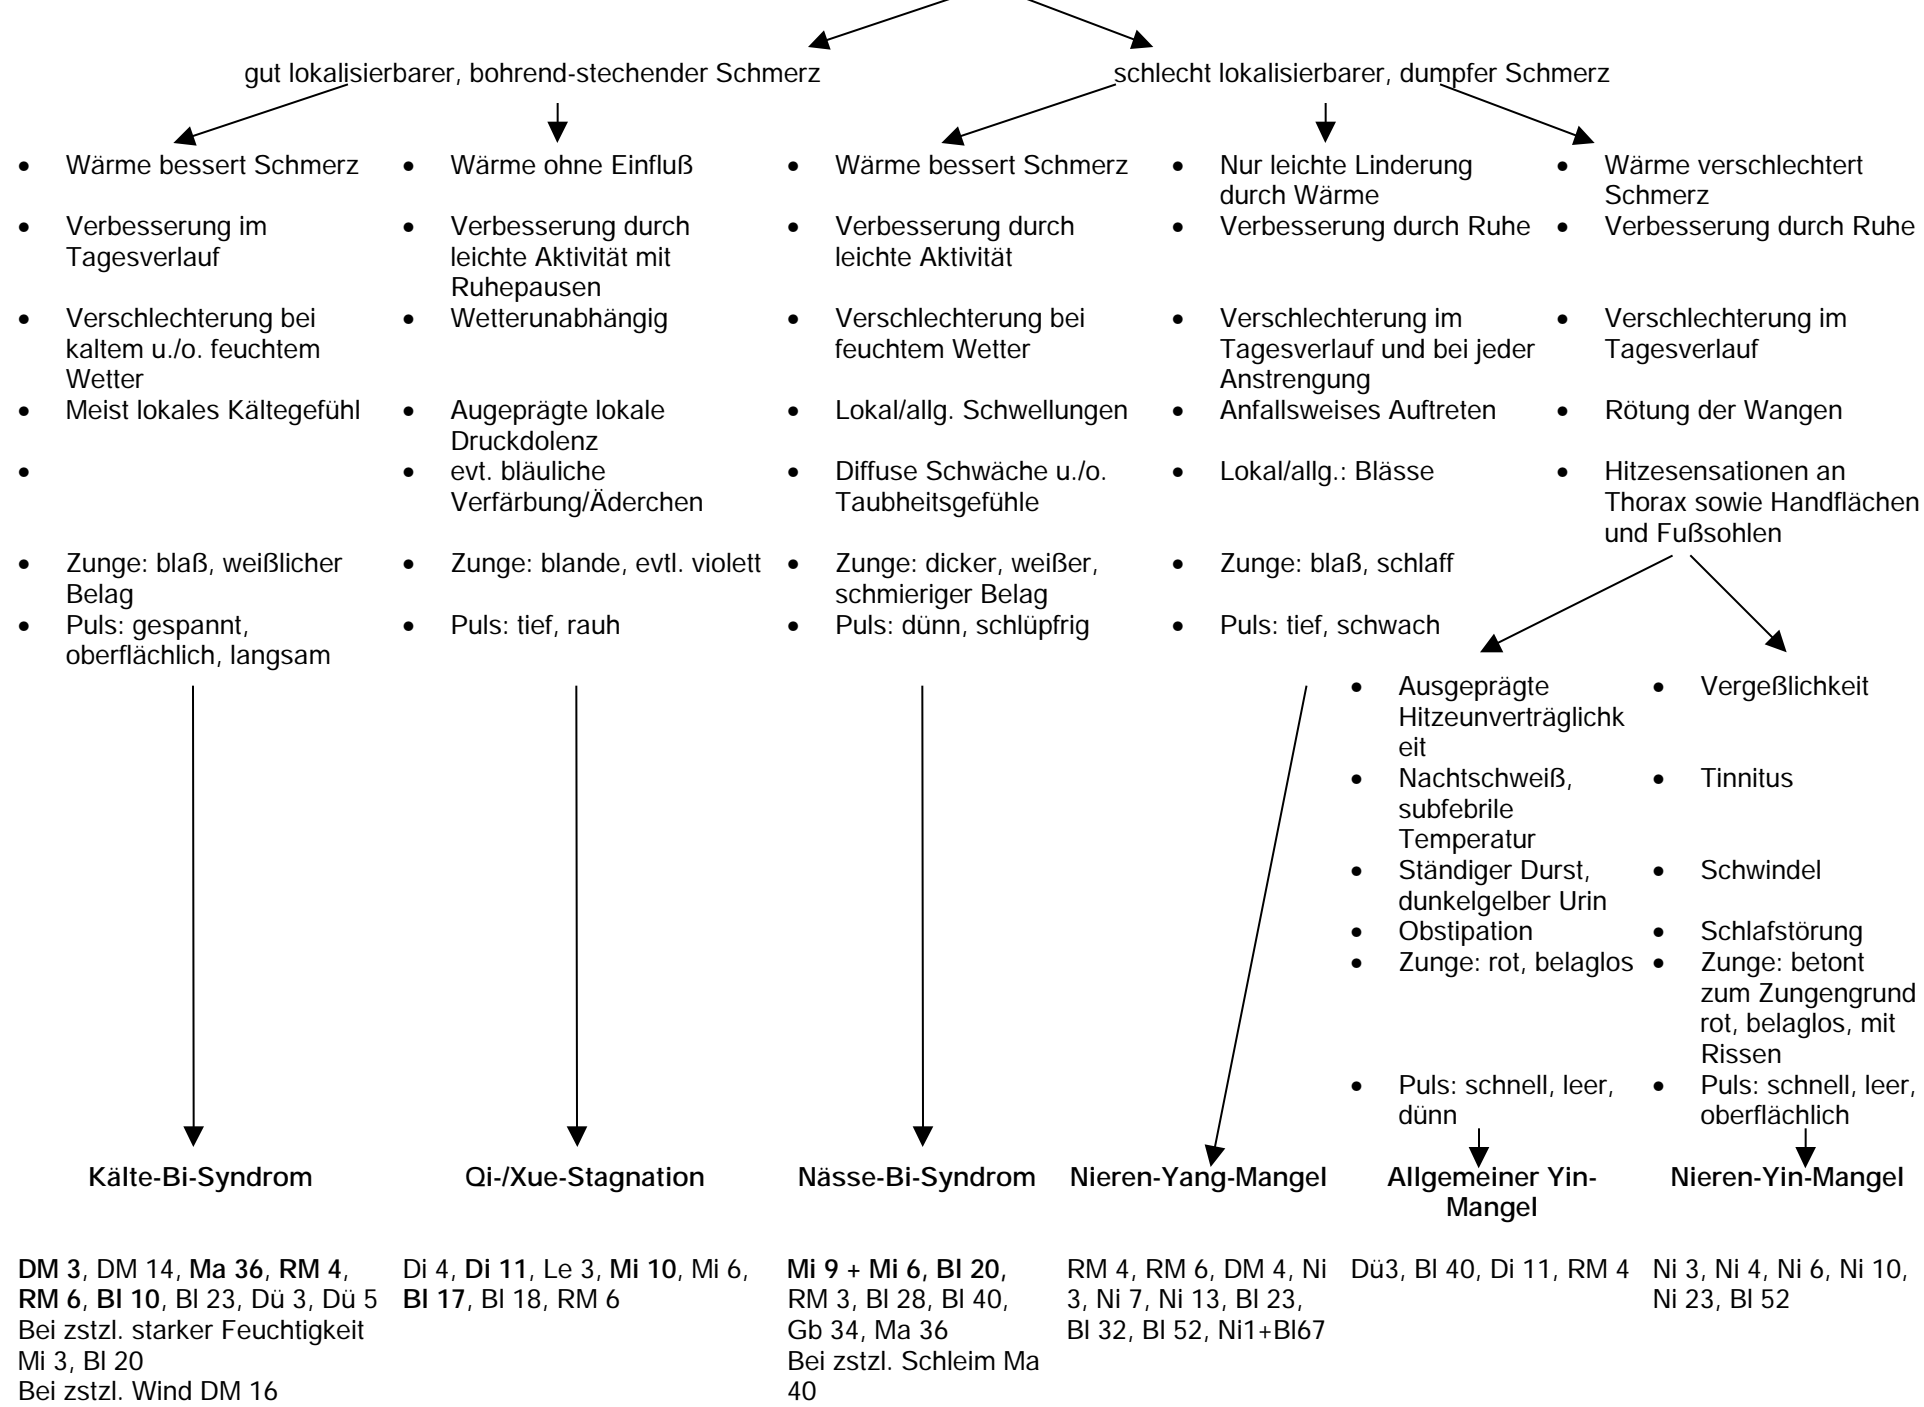 gut lokalisierbarer, bohrend-stechender Schmerz
schlecht lokalisierbarer, dumpfer Schmerz
• Wärme bessert Schmerz
• Verbesserung im
Tagesverlauf
• Verschlechterung bei
kaltem u./o. feuchtem
Wetter
• Meist lokales Kältegefühl
•
• Zunge: blaß, weißlicher
Belag
• Puls: gespannt,
oberflächlich, langsam
• Wärme ohne Einfluß
• Verbesserung durch
leichte Aktivität mit
Ruhepausen
• Wetterunabhängig
• Augeprägte lokale
Druckdolenz
• evt. bläuliche
Verfärbung/Äderchen
• Zunge: blande, evtl. violett
• Puls: tief, rauh
• Wärme bessert Schmerz
• Verbesserung durch
leichte Aktivität
• Verschlechterung bei
feuchtem Wetter
• Lokal/allg. Schwellungen
• Diffuse Schwäche u./o.
Taubheitsgefühle
• Zunge: dicker, weißer,
schmieriger Belag
• Puls: dünn, schlüpfrig
• Nur leichte Linderung
durch Wärme
• Verbesserung durch Ruhe
• Verschlechterung im
Tagesverlauf und bei jeder
Anstrengung
• Anfallsweises Auftreten
• Lokal/allg.: Blässe
• Zunge: blaß, schlaff
• Puls: tief, schwach
• Wärme verschlechtert
Schmerz
• Verbesserung durch Ruhe
• Verschlechterung im
Tagesverlauf
• Rötung der Wangen
• Hitzesensationen an
Thorax sowie Handflächen
und Fußsohlen
• Ausgeprägte
Hitzeunverträglichk
eit
• Nachtschweiß,
subfebrile
Temperatur
• Ständiger Durst,
dunkelgelber Urin
• Obstipation
• Zunge: rot, belaglos
• Puls: schnell, leer,
dünn
• Vergeßlichkeit
• Tinnitus
• Schwindel
• Schlafstörung
• Zunge: betont
zum Zungengrund
rot, belaglos, mit
Rissen
• Puls: schnell, leer,
oberflächlich
Kälte-Bi-Syndrom
Qi-/Xue-Stagnation
Nässe-Bi-Syndrom
Nieren-Yang-Mangel
Allgemeiner Yin-
Mangel
Nieren-Yin-Mangel
DM 3, DM 14, Ma 36, RM 4,
RM 6, Bl 10, Bl 23, Dü 3, Dü 5
Bei zstzl. starker Feuchtigkeit
Mi 3, Bl 20
Bei zstzl. Wind DM 16
Di 4, Di 11, Le 3, Mi 10, Mi 6,
Bl 17, Bl 18, RM 6
Mi 9 + Mi 6, Bl 20,
RM 3, Bl 28, Bl 40,
Gb 34, Ma 36
Bei zstzl. Schleim Ma
40
RM 4, RM 6, DM 4, Ni
3, Ni 7, Ni 13, Bl 23,
Bl 32, Bl 52, Ni1+Bl67
Dü3, Bl 40, Di 11, RM 4
Ni 3, Ni 4, Ni 6, Ni 10,
Ni 23, Bl 52